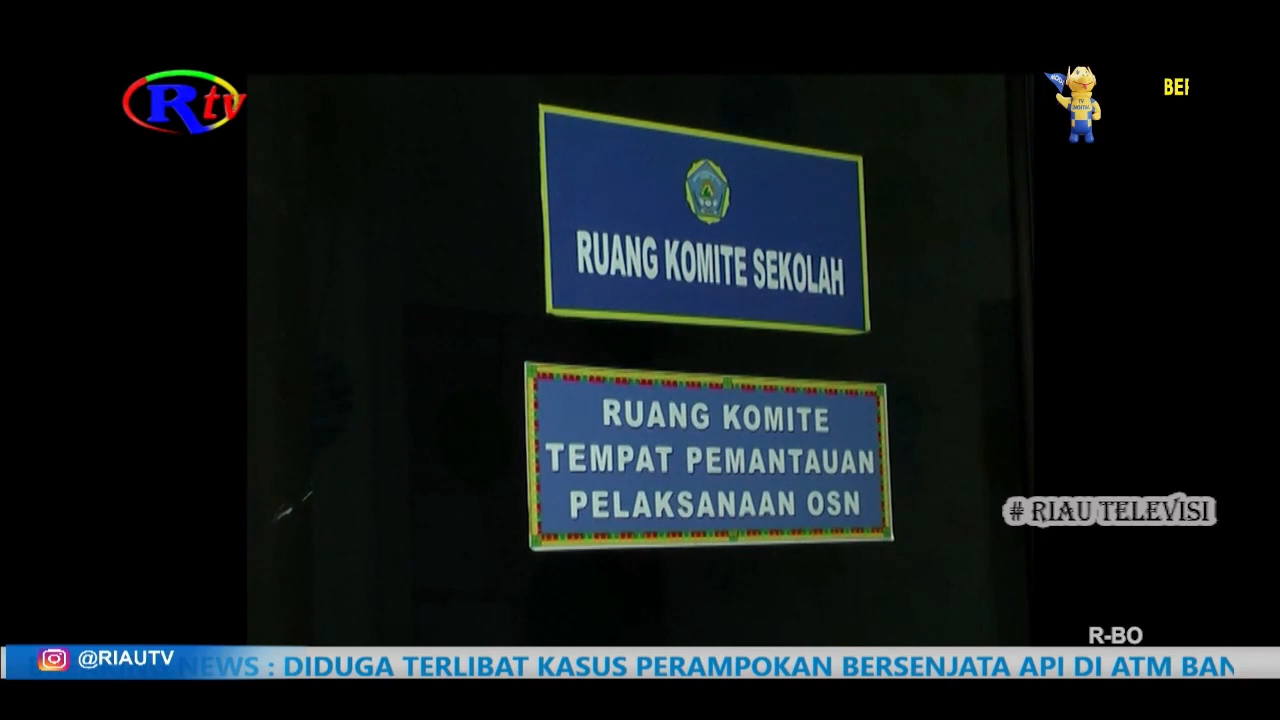 Rtv
BER
RUANG KOMITE SEKOLAH
RUANG KOMITE
TEMPAT PEMANTAUAN
PELAKSANAAN OSN
# RIAU TELEVISI
R-BO
@RIAUTV
NEWS : DIDUGA TERLIBAT KASUS PERAMPOKAN BERSENJATA API DI ATM BAN